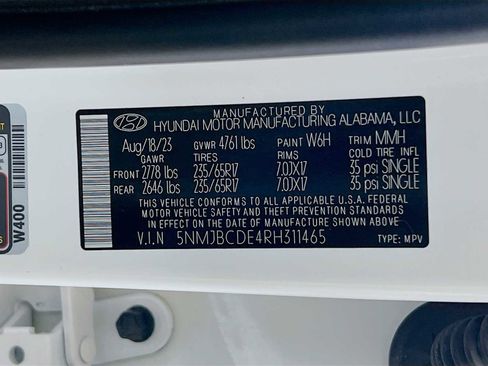 MANUFACTURED BY
HYUNDAI MOTOR MANUFACTURING ALABAMA, LLC
Aug/18/23 GVWR 4761 lbs PAINT W6H TRIM MMH
GAWR TIRES RIMS COLD TIRE INFL
FRONT 2778 lbs 235/65R17 7.0JX17 35 psi SINGLE
REAR 2646 lbs 235/65R17 7.0JX17 35 psi SINGLE
THIS VEHICLE CONFORMS TO ALL APPLICABLE U.S.A. FEDERAL
MOTOR VEHICLE SAFETY AND THEFT PREVENTION STANDARDS
IN EFFECT ON THE DATE OF MANUFACTURE SHOWN ABOVE.
V.I.N 5NMJBCDE4RH311465 TYPE: MPV
W400